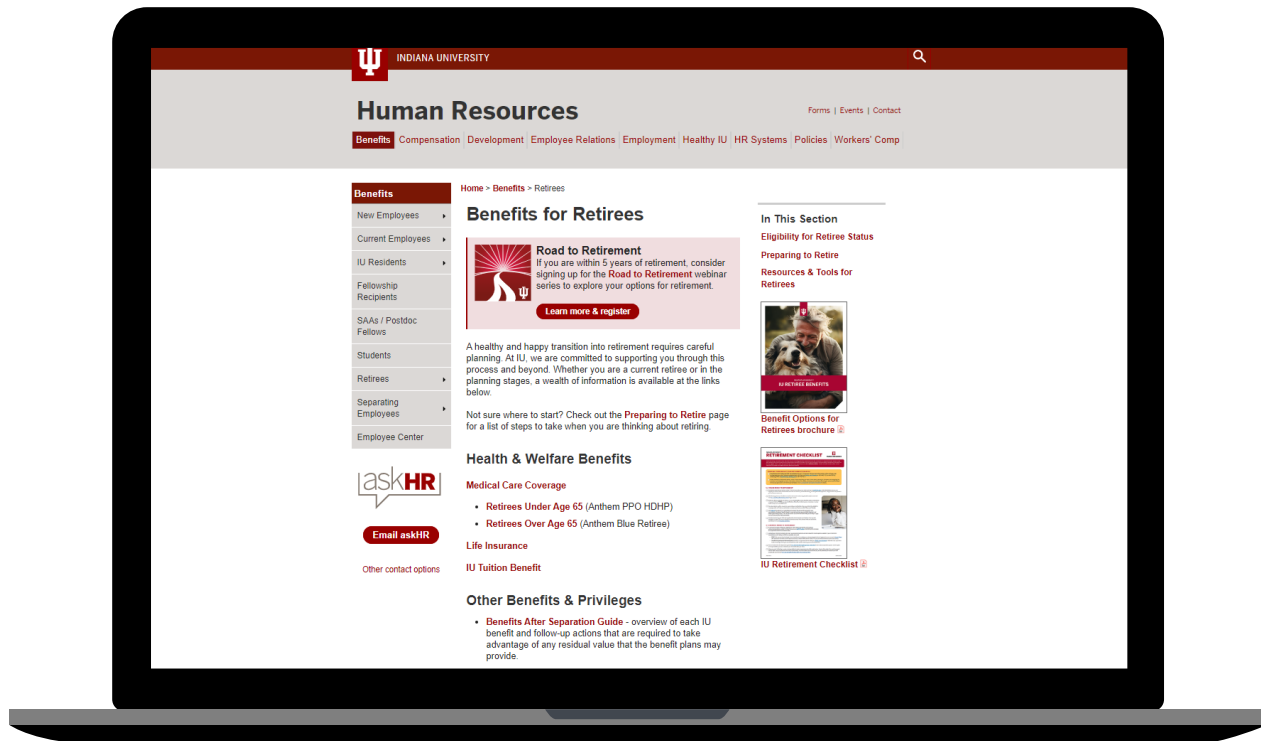 INDIANA UNIVERSITY
Human Resources
Forms | Events | Contact
Benefits Compensation Development Employee Relations Employment Healthy IU HR Systems Policies Workers' Comp
Benefits
New Employees
Current Employees
IU Residents
Fellowship
Recipients
SAAs / Postdoc
Fellows
Students
Retirees
Separating
Employees
Employee Center
askHR
Email askHR
Other contact options
Home > Benefits > Retirees
Benefits for Retirees
Road to Retirement
If you are within 5 years of retirement, consider
signing up for the Road to Retirement webinar
series to explore your options for retirement.
Learn more & register
A healthy and happy transition into retirement requires careful
planning. At IU, we are committed to supporting you through this
process and beyond. Whether you are a current retiree or in the
planning stages, a wealth of information is available at the links
below.
Not sure where to start? Check out the Preparing to Retire page
for a list of steps to take when you are thinking about retiring.
Health & Welfare Benefits
Medical Care Coverage
• Retirees Under Age 65 (Anthem PPO HDHP)
• Retirees Over Age 65 (Anthem Blue Retiree)
Life Insurance
IU Tuition Benefit
Other Benefits & Privileges
• Benefits After Separation Guide - overview of each IU
benefit and follow-up actions that are required to take
advantage of any residual value that the benefit plans may
provide.
In This Section
Eligibility for Retiree Status
Preparing to Retire
Resources & Tools for
Retirees
IU RETIREE BENEFITS
Benefit Options for
Retirees brochure
RETIREMENT CHECKLIST
IU Retirement Checklist